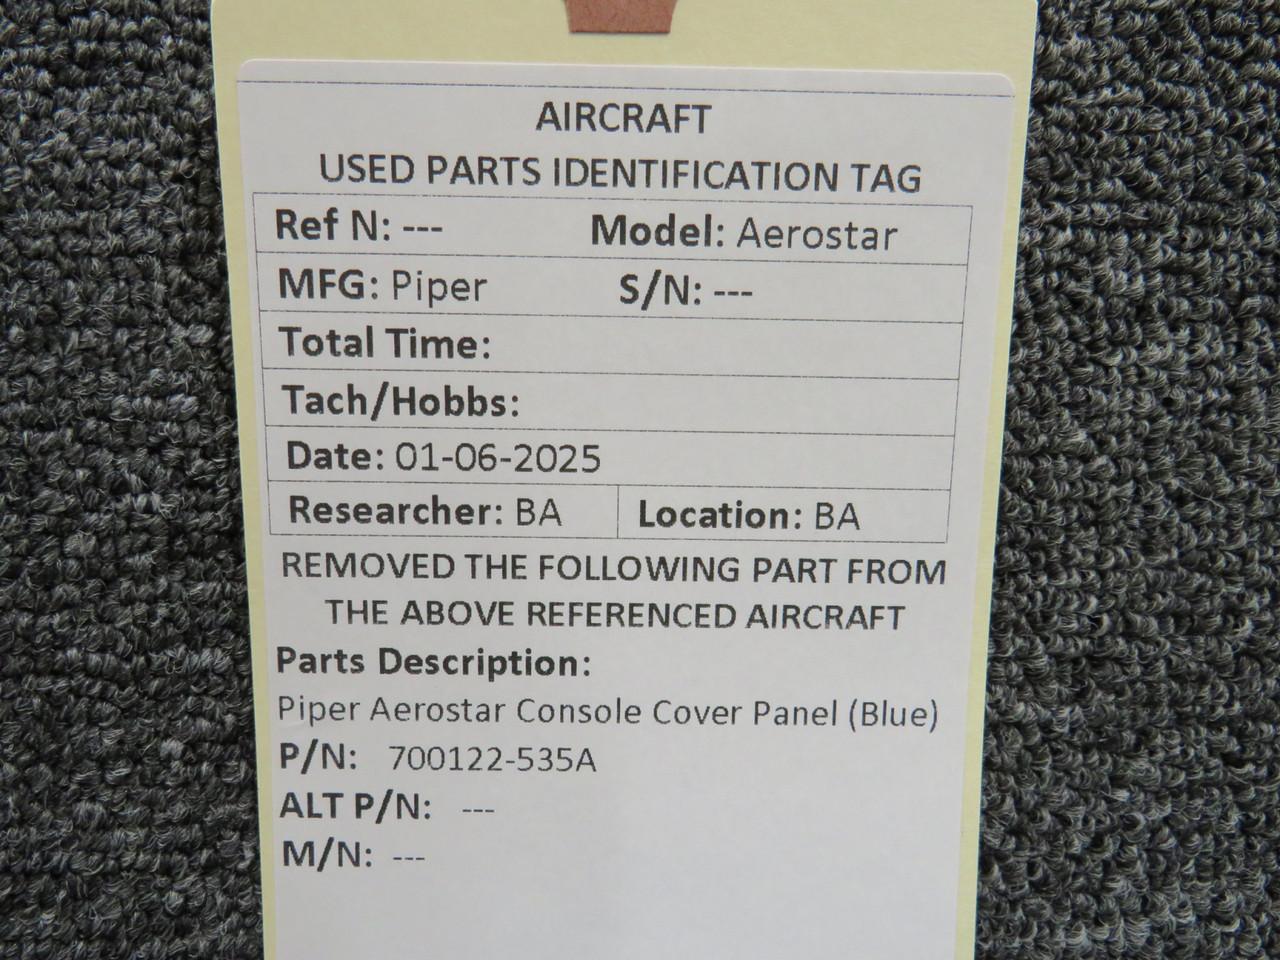 AIRCRAFT
USED PARTS IDENTIFICATION TAG
Ref N: --- Model: Aerostar
MFG: Piper S/N: ---
Total Time:
Tach/Hobbs:
Date: 01-06-2025
Researcher: BA Location: BA
REMOVED THE FOLLOWING PART FROM
THE ABOVE REFERENCED AIRCRAFT
Parts Description:
Piper Aerostar Console Cover Panel (Blue)
P/N: 700122-535A
ALT P/N: ---
M/N: ---